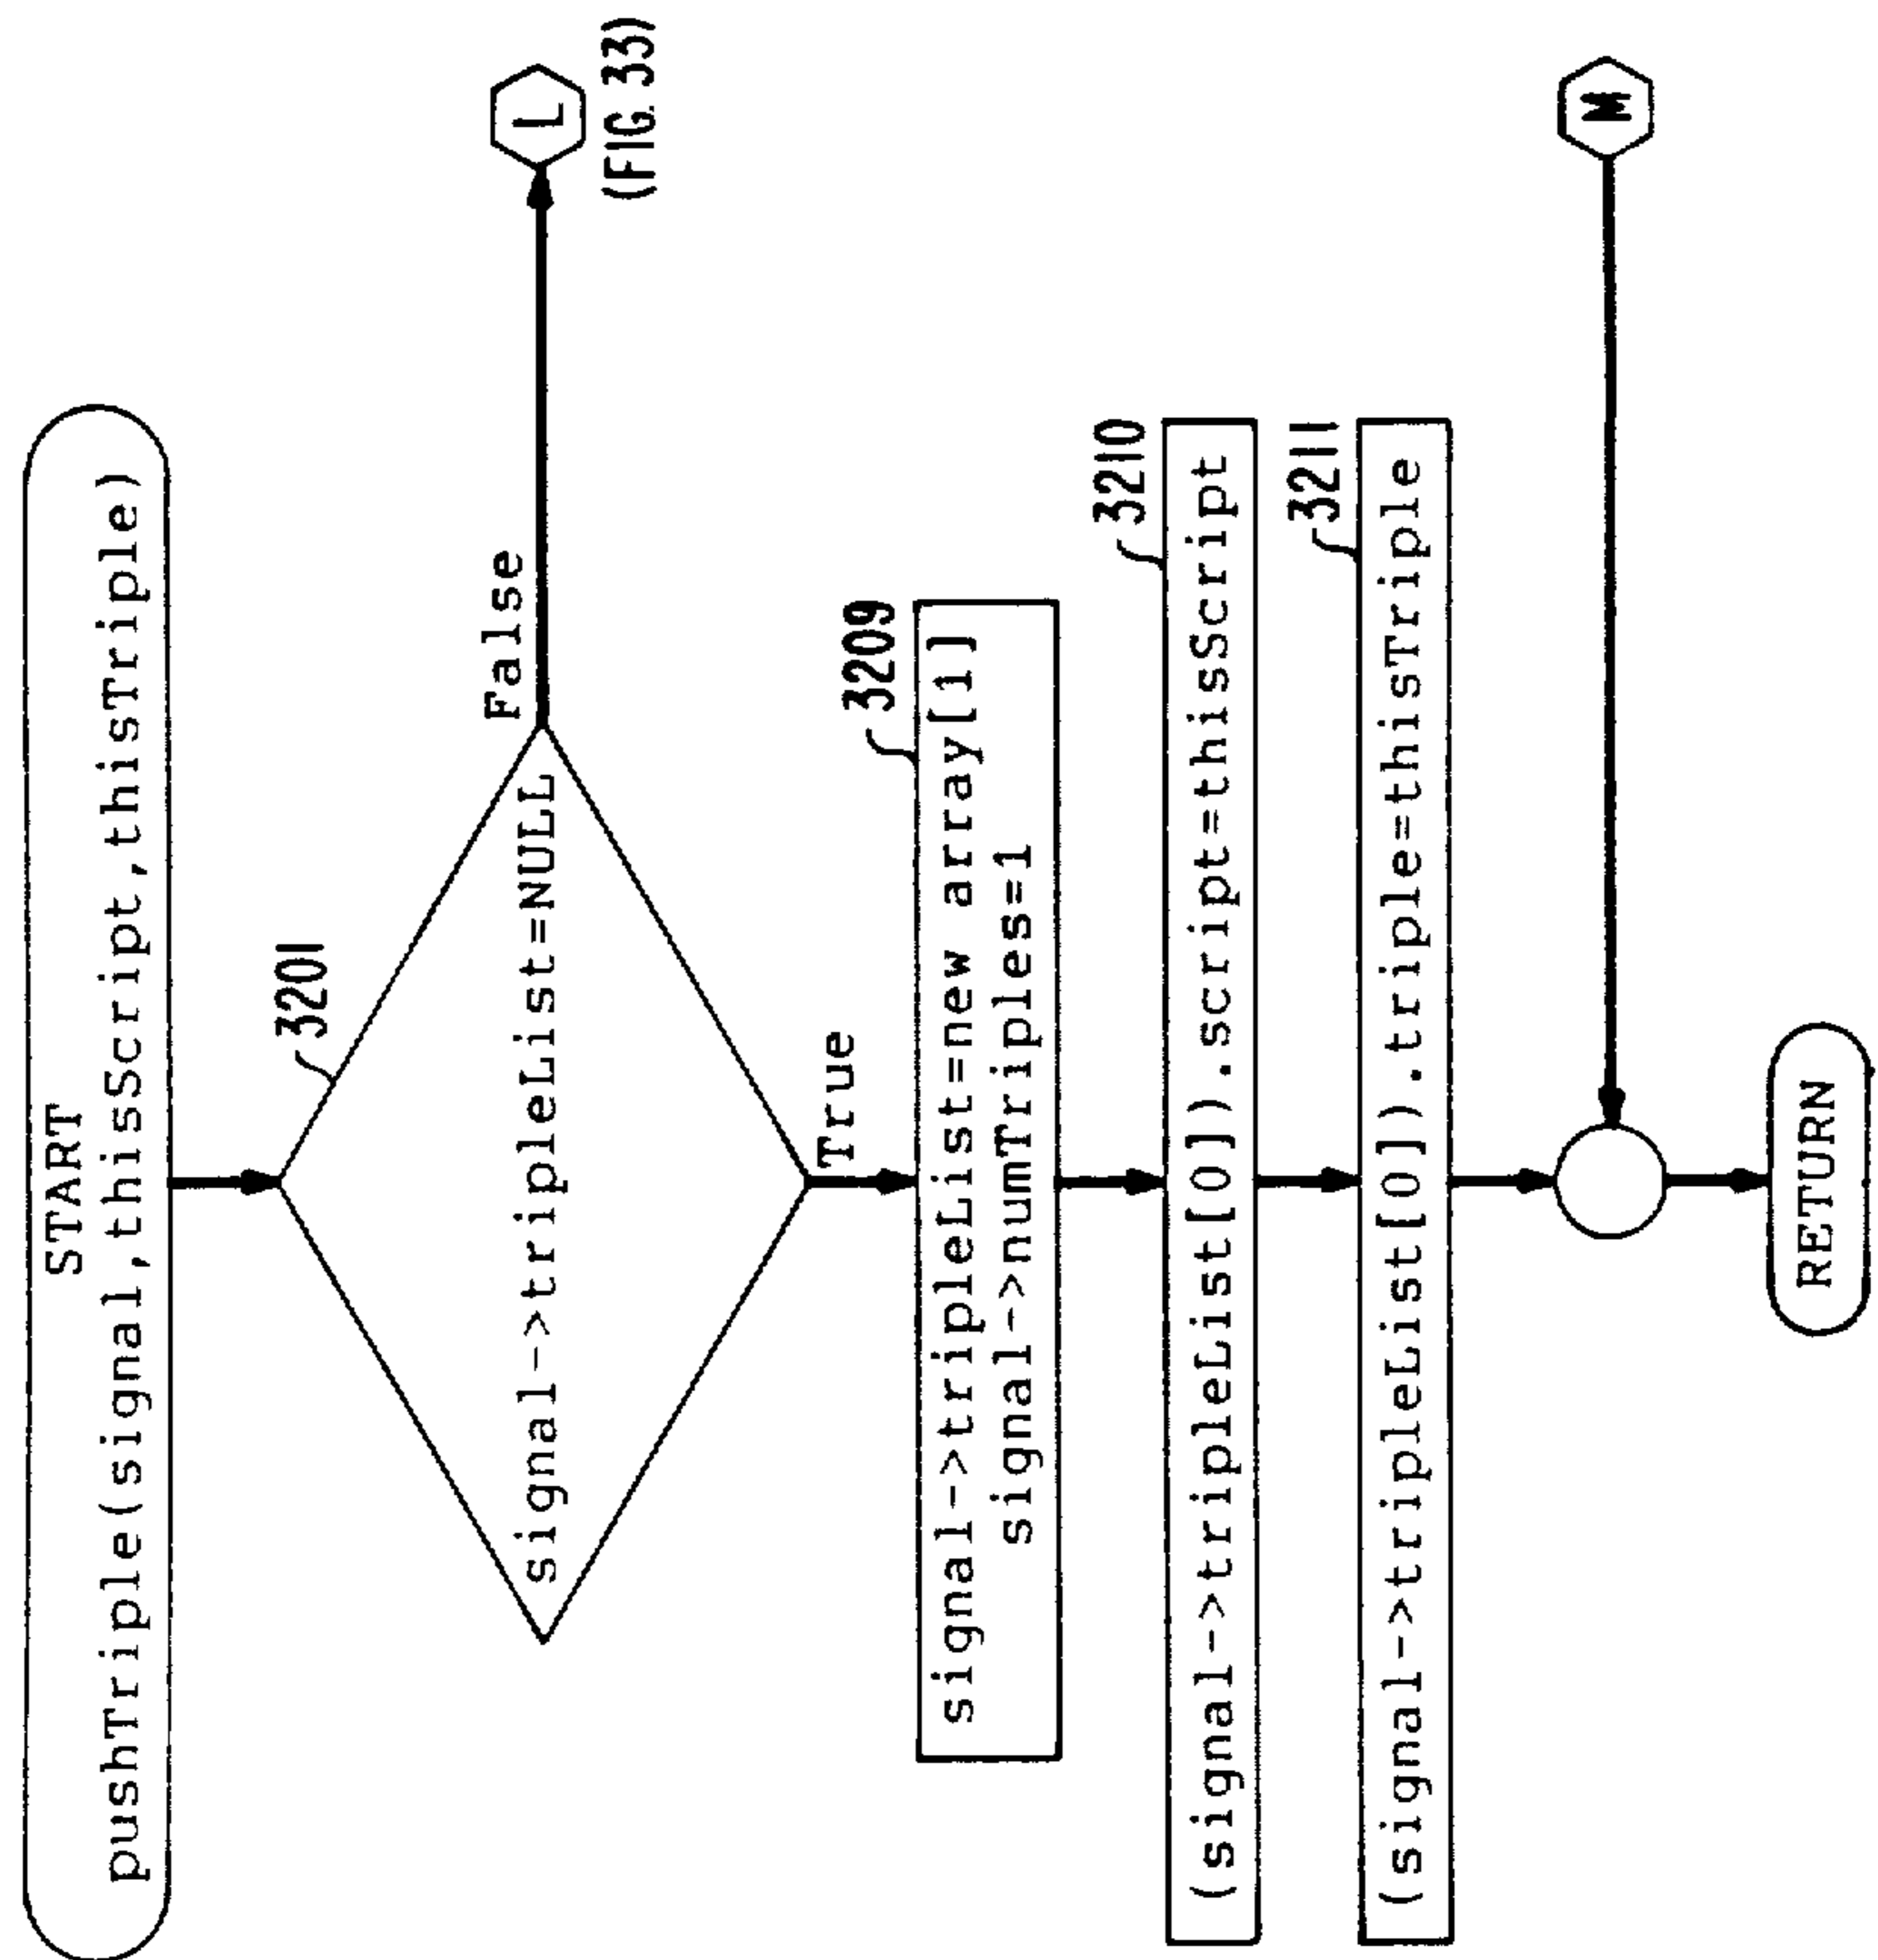 START
pushTriple(signal,thisScript,thisTriple)
3201
signal->tripleList=NULL
False
L
(FIG. 33)
True
3209
signal->tripleList=new array[1]
signal->numTriples=1
3210
(signal->tripleList[0]).script=thisScript
3211
(signal->tripleList[0]).triple=thisTriple
M
RETURN